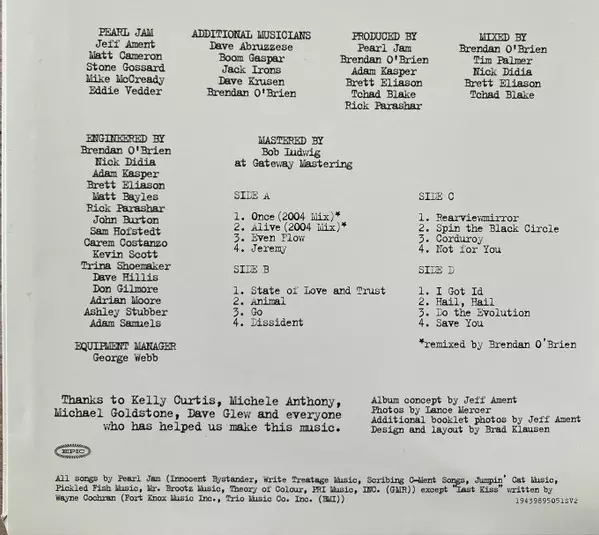 PEARL JAM
Jeff Ament
Matt Cameron
Stone Gossard
Mike McCready
Eddie Vedder
ADDITIONAL MUSICIANS
Dave Abruzzese
Boom Gaspar
Jack Irons
Dave Krusen
Brendan O'Brien
PRODUCED BY
Pearl Jam
Brendan O'Brien
Adam Kasper
Brett Eliason
Tchad Blake
Rick Parashar
MIXED BY
Brendan O'Brien
Tim Palmer
Nick Didia
Brett Eliason
Tchad Blake
ENGINEERED BY
Brendan O'Brien
Nick Didia
Adam Kasper
Brett Eliason
Matt Bayles
Rick Parashar
John Burton
Sam Hofstedt
Carem Costanzo
Kevin Scott
Trina Shoemaker
Dave Hillis
Don Gilmore
Adrian Moore
Ashley Stubber
Adam Samuels
EQUIPMENT MANAGER
George Webb
MASTERED BY
Bob Ludwig
at Gateway Mastering
SIDE A
1. Once (2004 Mix)*
2. Alive (2004 Mix)*
3. Even Flow
4. Jeremy
SIDE B
1. State of Love and Trust
2. Animal
3. Go
4. Dissident
SIDE C
1. Rearviewmirror
2. Spin the Black Circle
3. Corduroy
4. Not for You
SIDE D
1. I Got Id
2. Hail, Hail
3. Do the Evolution
4. Save You
*remixed by Brendan O'Brien
Thanks to Kelly Curtis, Michele Anthony,
Michael Goldstone, Dave Glew and everyone
who has helped us make this music.
Album concept by Jeff Ament
Photos by Lance Mercer
Additional booklet photos by Jeff Ament
Design and layout by Brad Klausen
EPIC
All songs by Pearl Jam (Innocent Bystander, Write Treatage Music, Scribing C-Ment Songs, Jumpin' Cat Music,
Pickled Fish Music, Mr. Brootz Music, Theory of Colour, PRI Music, INC. (GMR)) except "Last Kiss" written by
Wayne Cochran (Fort Knox Music Inc., Trio Music Co. Inc. (BMI))
19439895051SV2